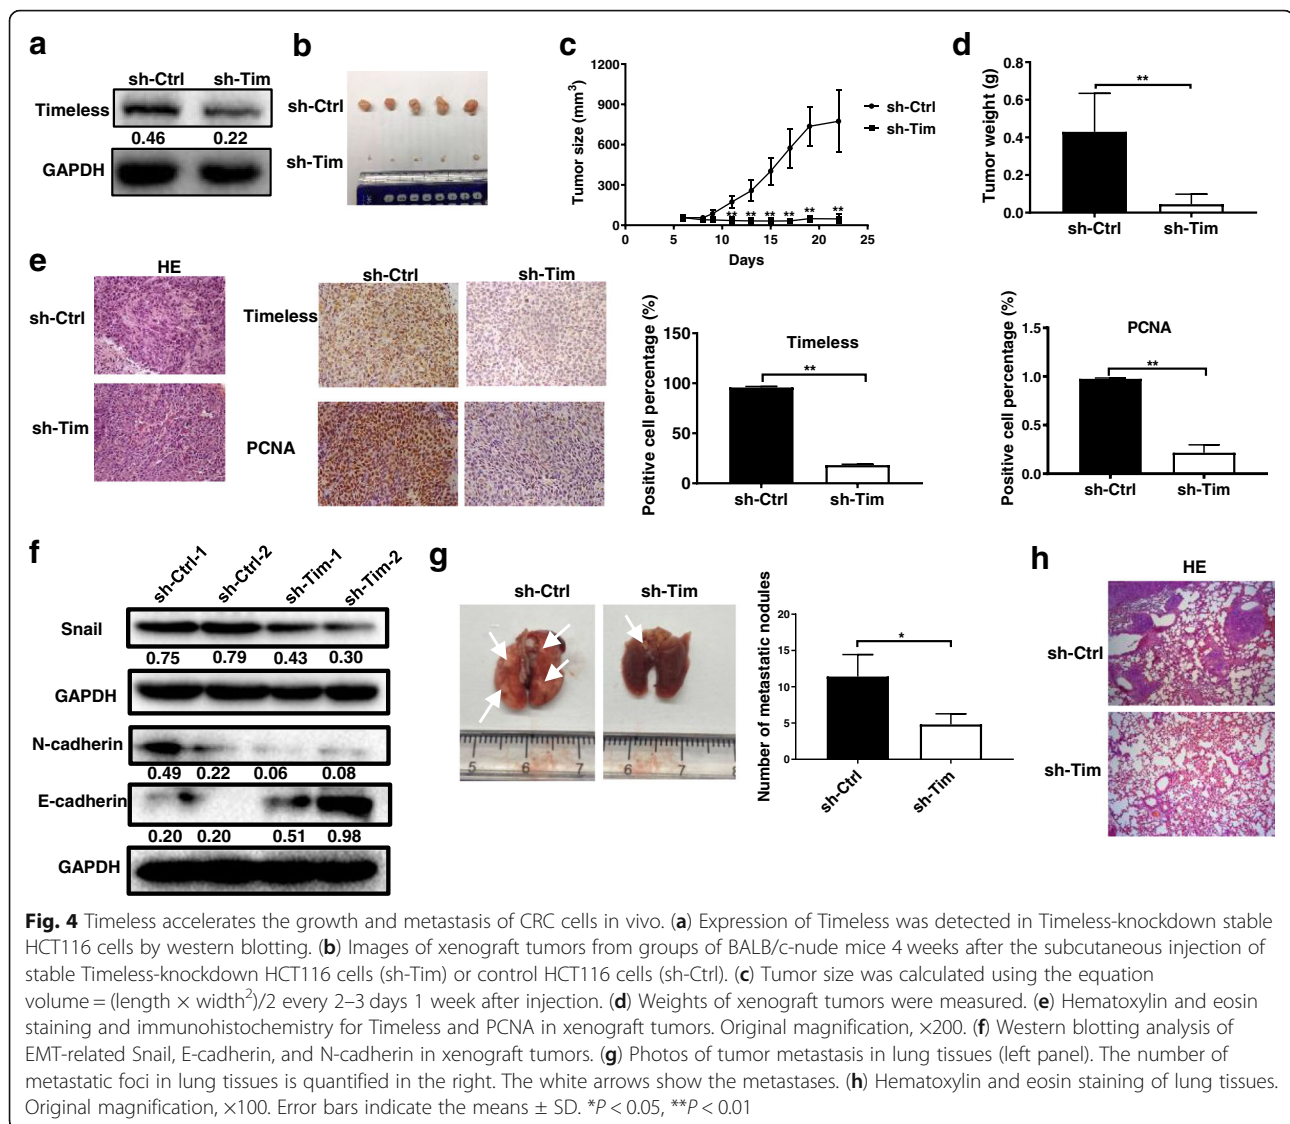 a
sh-Ctrl sh-Tim
Timeless
0.46 0.22
GAPDH
b
sh-Ctrl
sh-Tim
c
Tumor size (mm³)
1200
900
600
300
0
0 5 10 15 20 25
Days
sh-Ctrl
sh-Tim
** ** ** ** ** **
d
Tumor weight (g)
0.8
0.6
0.4
0.2
0.0
**
sh-Ctrl sh-Tim
e
HE
sh-Ctrl
sh-Tim
sh-Ctrl sh-Tim
Timeless
PCNA
Positive cell percentage (%)
150
100
50
0
Timeless
**
sh-Ctrl sh-Tim
Positive cell percentage (%)
1.5
1.0
0.5
0.0
PCNA
**
sh-Ctrl sh-Tim
f
sh-Ctrl-1 sh-Ctrl-2 sh-Tim-1 sh-Tim-2
Snail
0.75 0.79 0.43 0.30
GAPDH
N-cadherin
0.49 0.22 0.06 0.08
E-cadherin
0.20 0.20 0.51 0.98
GAPDH
g
sh-Ctrl sh-Tim
5 6 7
6 7 8
Number of metastatic nodules
20
15
10
5
0
*
sh-Ctrl sh-Tim
h
HE
sh-Ctrl
sh-Tim
Fig. 4 Timeless accelerates the growth and metastasis of CRC cells in vivo. (a) Expression of Timeless was detected in Timeless-knockdown stable
HCT116 cells by western blotting. (b) Images of xenograft tumors from groups of BALB/c-nude mice 4 weeks after the subcutaneous injection of
stable Timeless-knockdown HCT116 cells (sh-Tim) or control HCT116 cells (sh-Ctrl). (c) Tumor size was calculated using the equation
volume = (length × width²)/2 every 2–3 days 1 week after injection. (d) Weights of xenograft tumors were measured. (e) Hematoxylin and eosin
staining and immunohistochemistry for Timeless and PCNA in xenograft tumors. Original magnification, ×200. (f) Western blotting analysis of
EMT-related Snail, E-cadherin, and N-cadherin in xenograft tumors. (g) Photos of tumor metastasis in lung tissues (left panel). The number of
metastatic foci in lung tissues is quantified in the right. The white arrows show the metastases. (h) Hematoxylin and eosin staining of lung tissues.
Original magnification, ×100. Error bars indicate the means ± SD. *P < 0.05, **P < 0.01